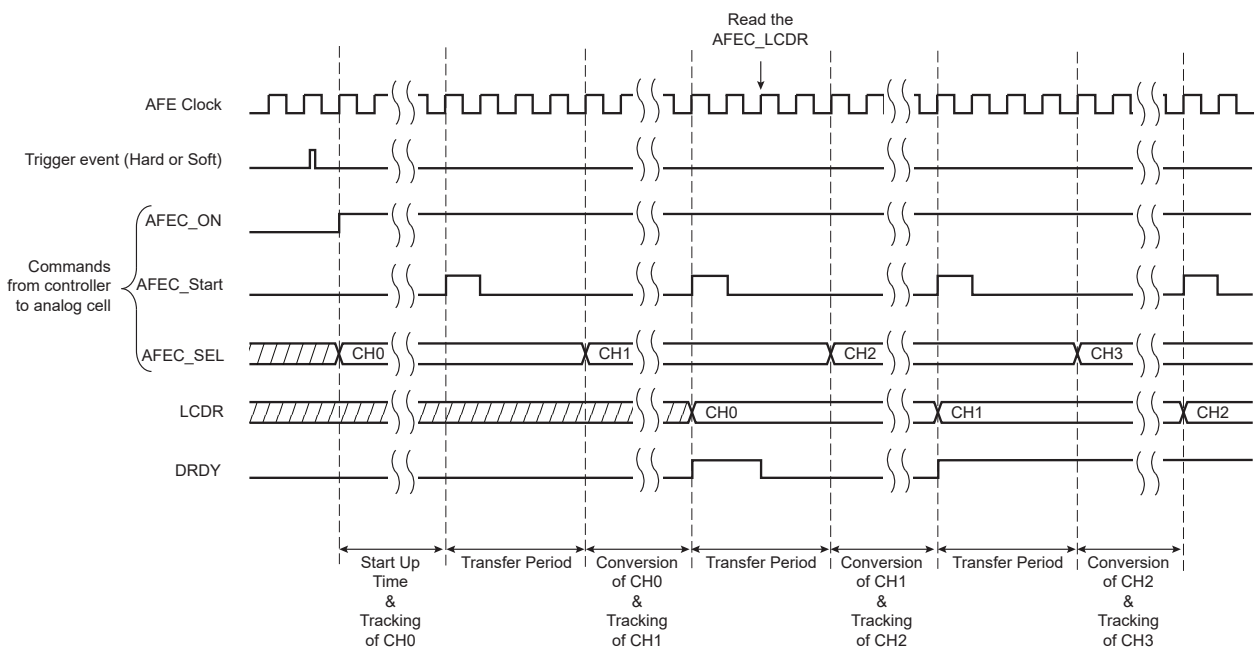 Read the
AFEC_LCDR
AFE Clock
Trigger event (Hard or Soft)
AFEC_ON
Commands
from controller
to analog cell
AFEC_Start
AFEC_SEL
CH0
CH1
CH2
CH3
LCDR
CH0
CH1
CH2
DRDY
Start Up
Time
&
Tracking
of CH0
Transfer Period
Conversion
of CH0
&
Tracking
of CH1
Transfer Period
Conversion
of CH1
&
Tracking
of CH2
Transfer Period
Conversion
of CH2
&
Tracking
of CH3